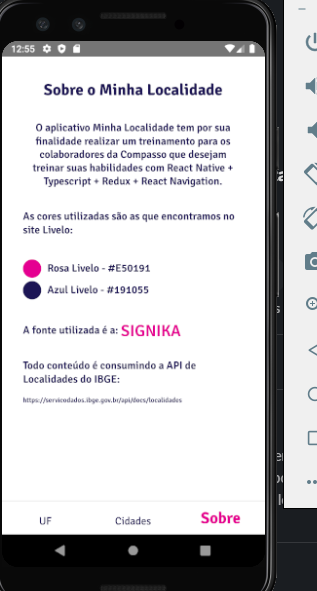 12:55
Sobre o Minha Localidade
O aplicativo Minha Localidade tem por sua
finalidade realizar um treinamento para os
colaboradores da Compasso que desejam
treinar suas habilidades com React Native +
Typescript + Redux + React Navigation.
As cores utilizadas são as que encontramos no
site Livelo:
Rosa Livelo - #E50191
Azul Livelo - #191055
A fonte utilizada é a: SIGNIKA
Todo conteúdo é consumindo a API de
Localidades do IBGE:
https://servicodados.ibge.gov.br/api/docs/localidades
UF Cidades Sobre